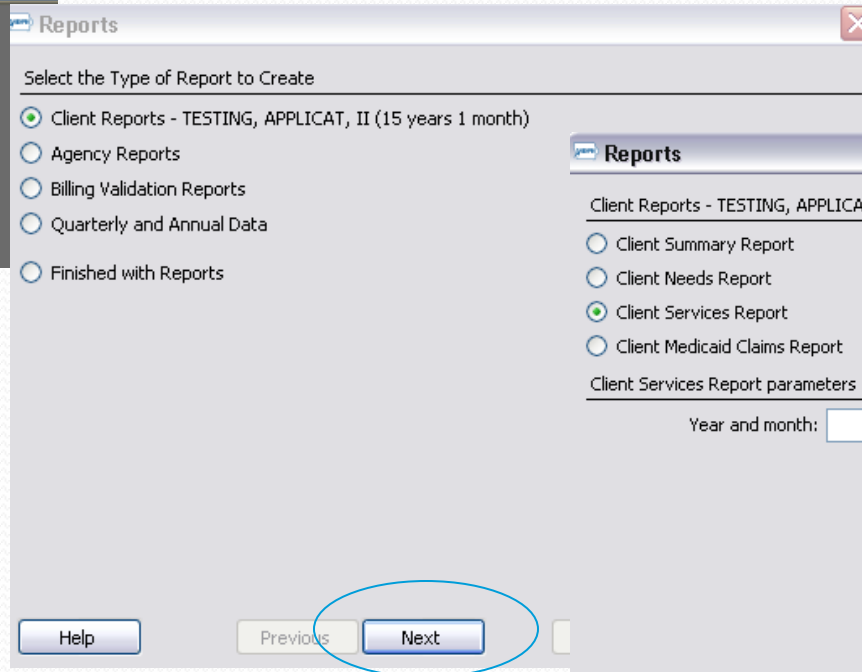 Reports
Select the Type of Report to Create
Client Reports - TESTING, APPLICAT, II (15 years 1 month)
Agency Reports
Billing Validation Reports
Quarterly and Annual Data
Finished with Reports
Help
Previous
Next
Reports
Client Reports - TESTING, APPLICA
Client Summary Report
Client Needs Report
Client Services Report
Client Medicaid Claims Report
Client Services Report parameters
Year and month: